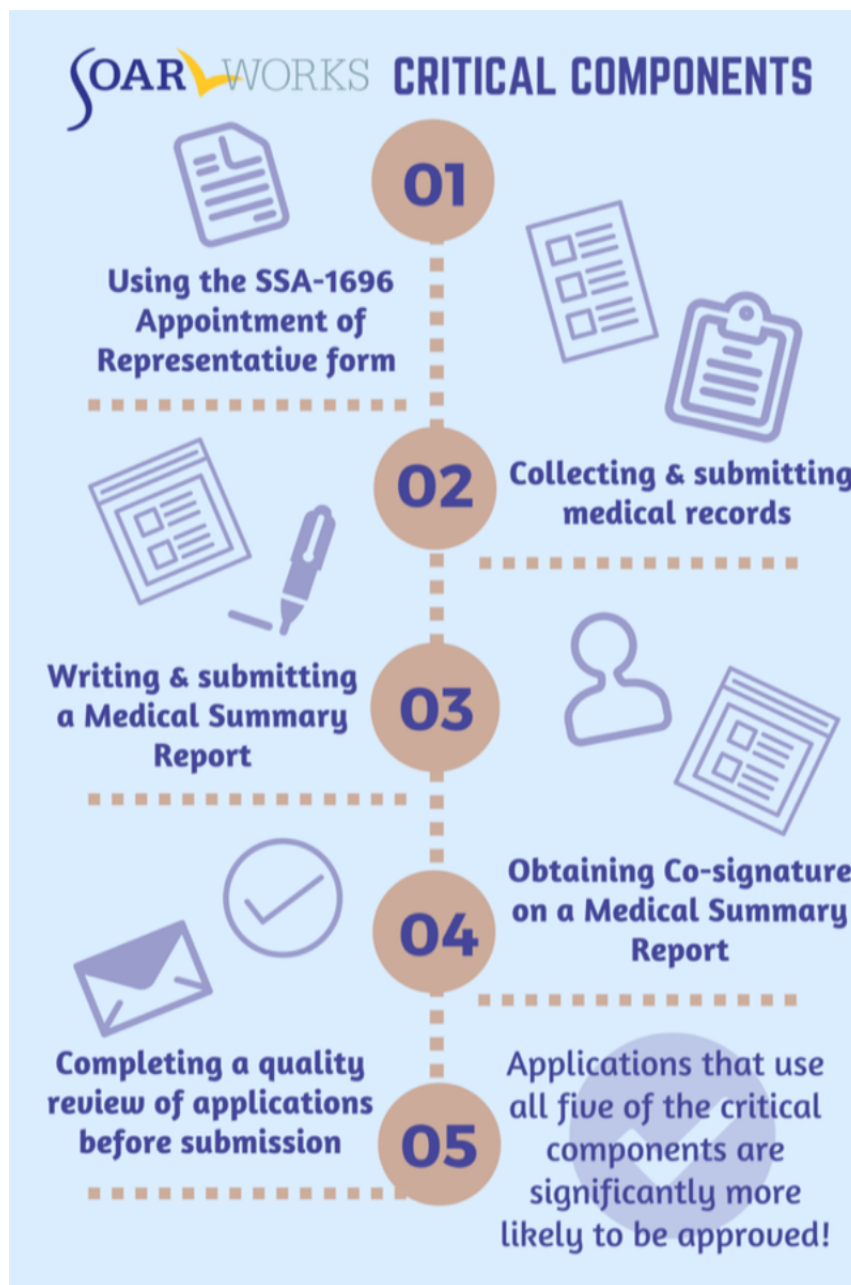 SOAR WORKS CRITICAL COMPONENTS
01
Using the SSA-1696
Appointment of
Representative form
02
Collecting & submitting
medical records
03
Writing & submitting
a Medical Summary
Report
04
Obtaining Co-signature
on a Medical Summary
Report
05
Completing a quality
review of applications
before submission
Applications that use
all five of the critical
components are
significantly more
likely to be approved!